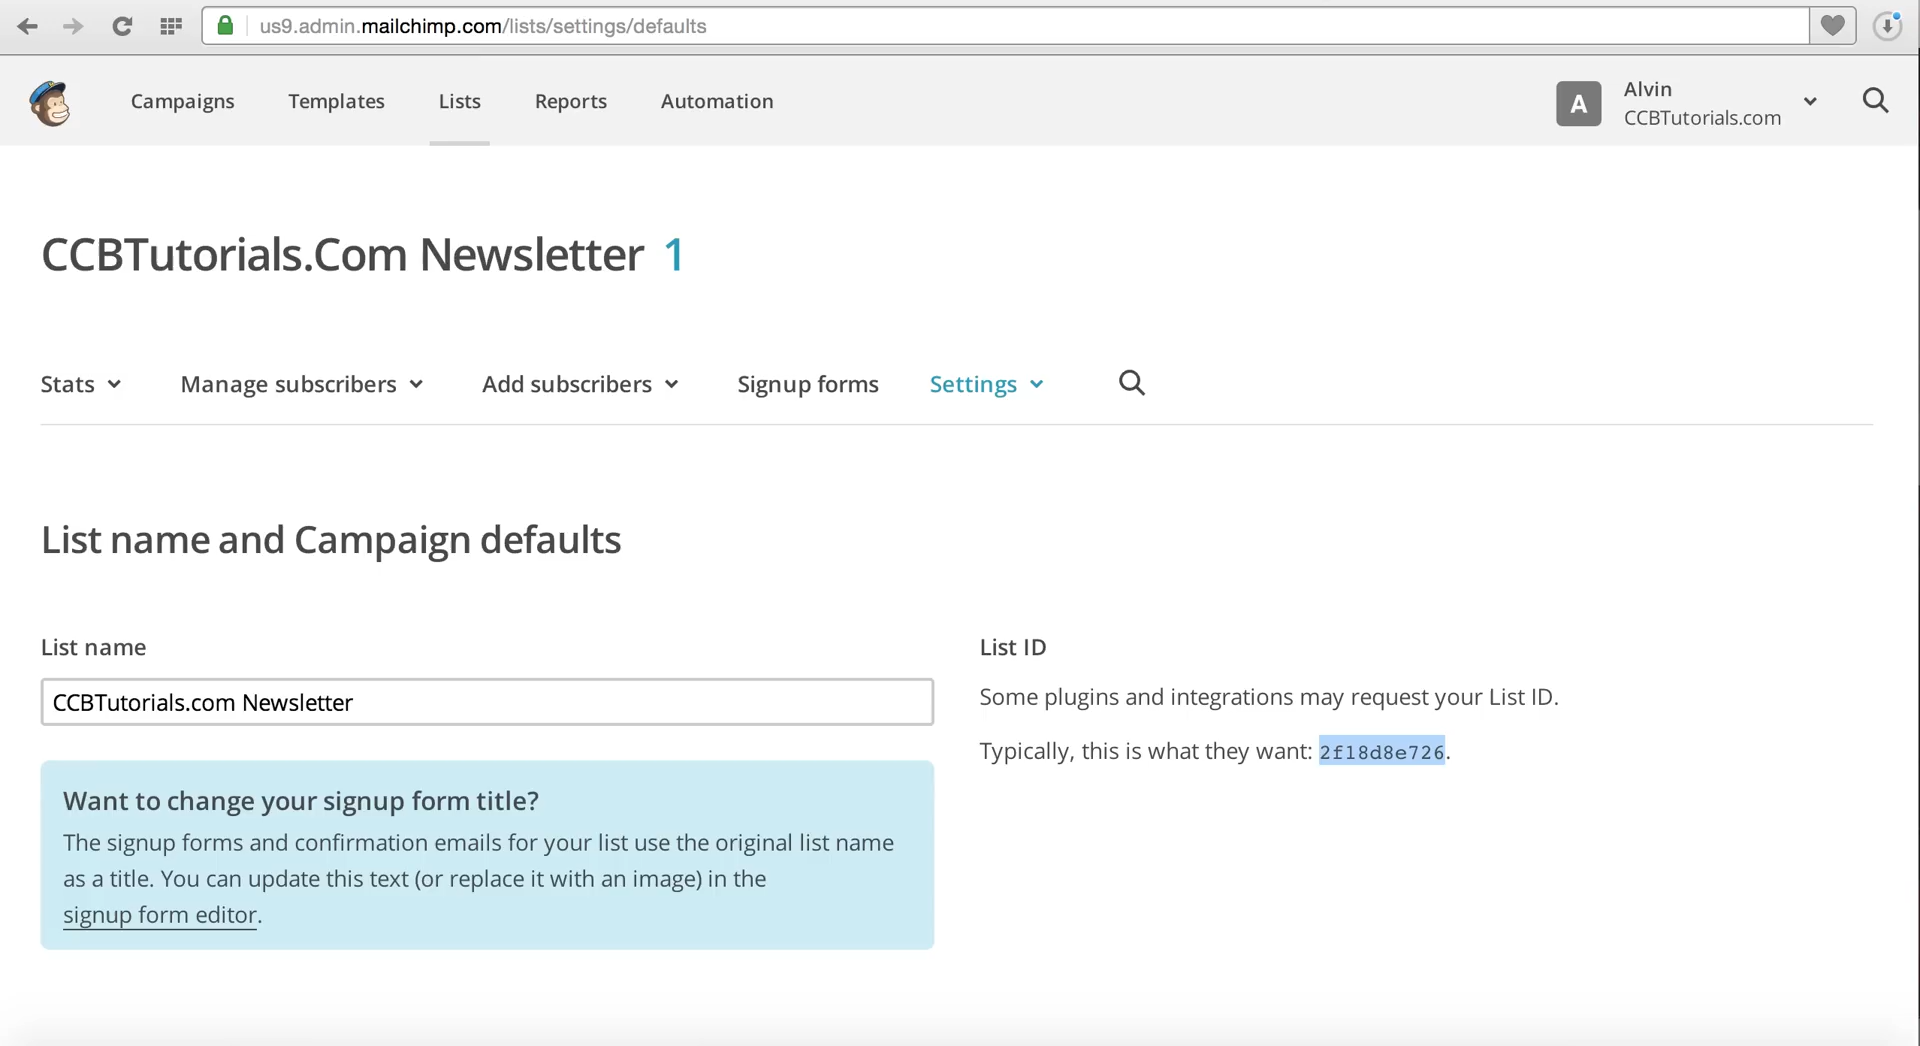 us9.admin.mailchimp.com/lists/settings/defaults
Campaigns Templates Lists Reports Automation
A
Alvin
CCBTutorials.com
CCBTutorials.Com Newsletter 1
Stats Manage subscribers Add subscribers Signup forms Settings
List name and Campaign defaults
List name
CCBTutorials.com Newsletter
Want to change your signup form title?
The signup forms and confirmation emails for your list use the original list name
as a title. You can update this text (or replace it with an image) in the
signup form editor.
List ID
Some plugins and integrations may request your List ID.
Typically, this is what they want: 2f18d8e726.